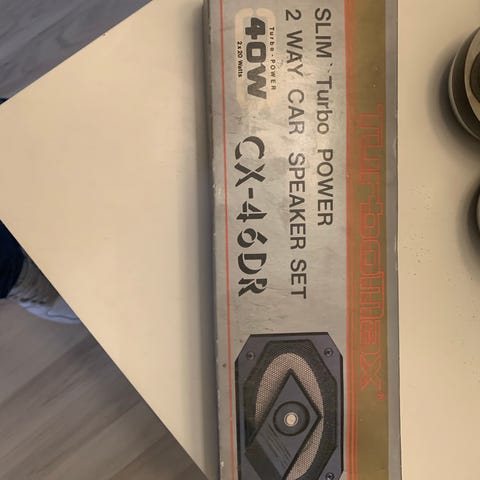 Turbomax®
SLIM Turbo POWER
2 WAY CAR SPEAKER SET
Turbo-POWER
40W
2 x 20 Watts
CX-46DR